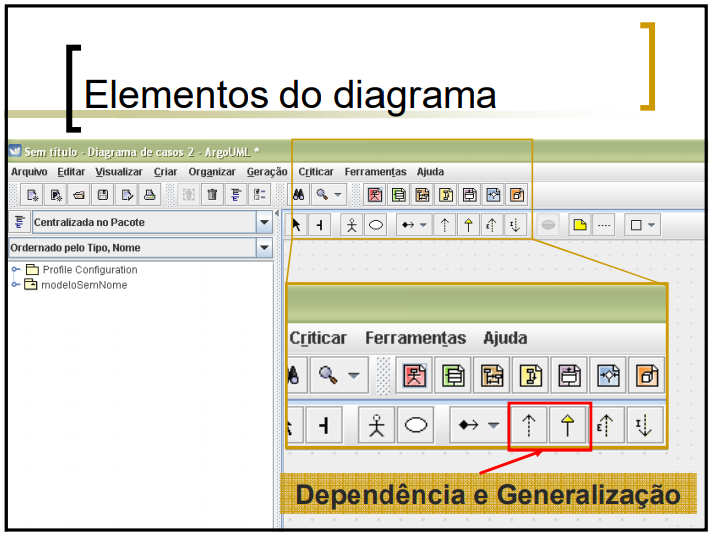 Elementos do diagrama
Sem título - Diagrama de casos 2 - ArgoUML *
Arquivo Editar Visualizar Criar Organizar Geração Criticar Ferramentas Ajuda
Centralizada no Pacote
Ordernado pelo Tipo, Nome
Profile Configuration
modeloSemNome
Criticar Ferramentas Ajuda
E
I
Dependência e Generalização